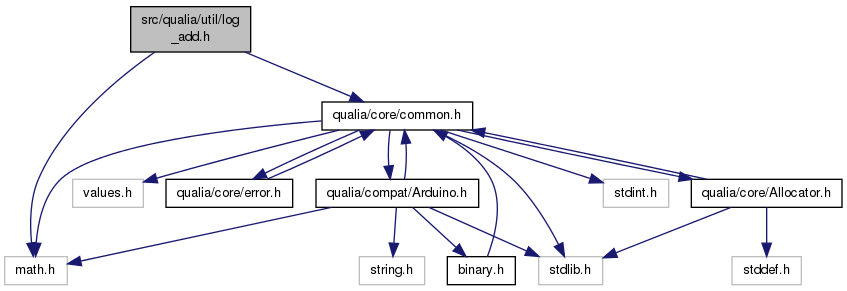 src/qualia/util/log
_add.h
qualia/core/common.h
values.h
qualia/core/error.h
qualia/compat/Arduino.h
stdint.h
qualia/core/Allocator.h
math.h
string.h
binary.h
stdlib.h
stddef.h